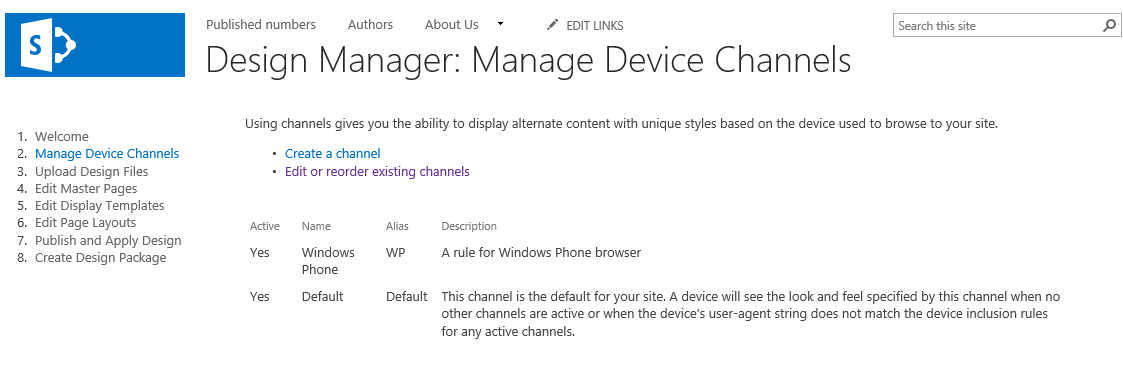 Published numbers Authors About Us EDIT LINKS Search this site
S
Design Manager: Manage Device Channels
Using channels gives you the ability to display alternate content with unique styles based on the device used to browse to your site.
1. Welcome
2. Manage Device Channels
3. Upload Design Files
4. Edit Master Pages
5. Edit Display Templates
6. Edit Page Layouts
7. Publish and Apply Design
8. Create Design Package
• Create a channel
• Edit or reorder existing channels
Active Name Alias Description
Yes Windows WP A rule for Windows Phone browser
Phone
Yes Default Default This channel is the default for your site. A device will see the look and feel specified by this channel when no
other channels are active or when the device's user-agent string does not match the device inclusion rules
for any active channels.